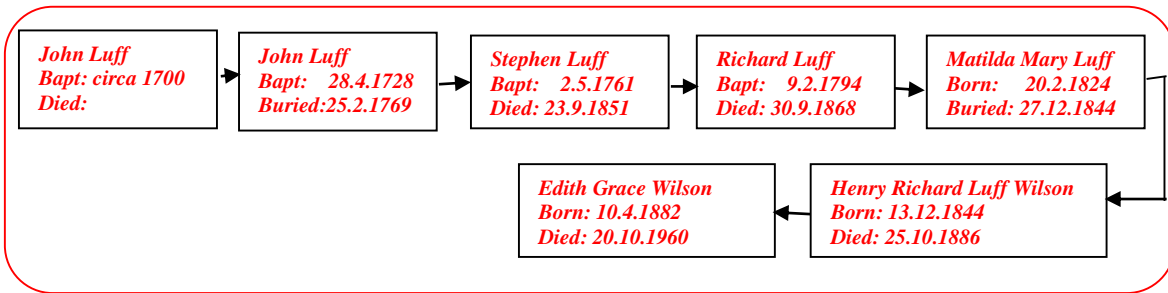 John Luff
Bapt: circa 1700
Died:
John Luff
Bapt: 28.4.1728
Buried:25.2.1769
Stephen Luff
Bapt: 2.5.1761
Died: 23.9.1851
Richard Luff
Bapt: 9.2.1794
Died: 30.9.1868
Matilda Mary Luff
Born: 20.2.1824
Buried: 27.12.1844
Henry Richard Luff Wilson
Born: 13.12.1844
Died: 25.10.1886
Edith Grace Wilson
Born: 10.4.1882
Died: 20.10.1960